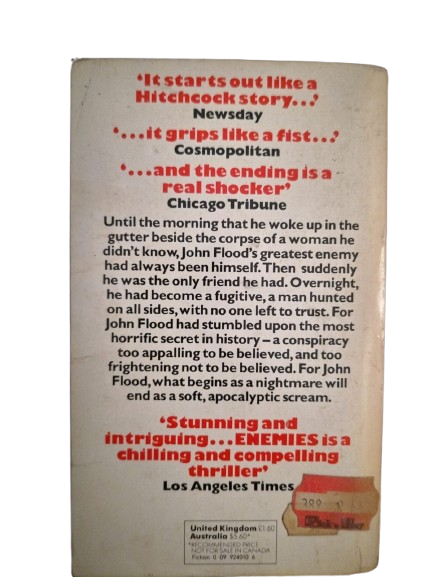 ‘It starts out like a
Hitchcock story...’
Newsday
‘...it grips like a fist...’
Cosmopolitan
‘...and the ending is a
real shocker’
Chicago Tribune
Until the morning that he woke up in the
gutter beside the corpse of a woman he
didn’t know, John Flood’s greatest enemy
had always been himself. Then suddenly
he was the only friend he had. Overnight,
he had become a fugitive, a man hunted
on all sides, with no one left to trust. For
John Flood had stumbled upon the most
horrific secret in history – a conspiracy
too appalling to be believed, and too
frightening not to be believed. For John
Flood, what begins as a nightmare will
end as a soft, apocalyptic scream.
‘Stunning and
intriguing...ENEMIES is a
chilling and compelling
thriller’
Los Angeles Times
United Kingdom £1.60
Australia $5.60*
*RECOMMENDED PRICE
NOT FOR SALE IN CANADA
Fiction 0 09 924010 6